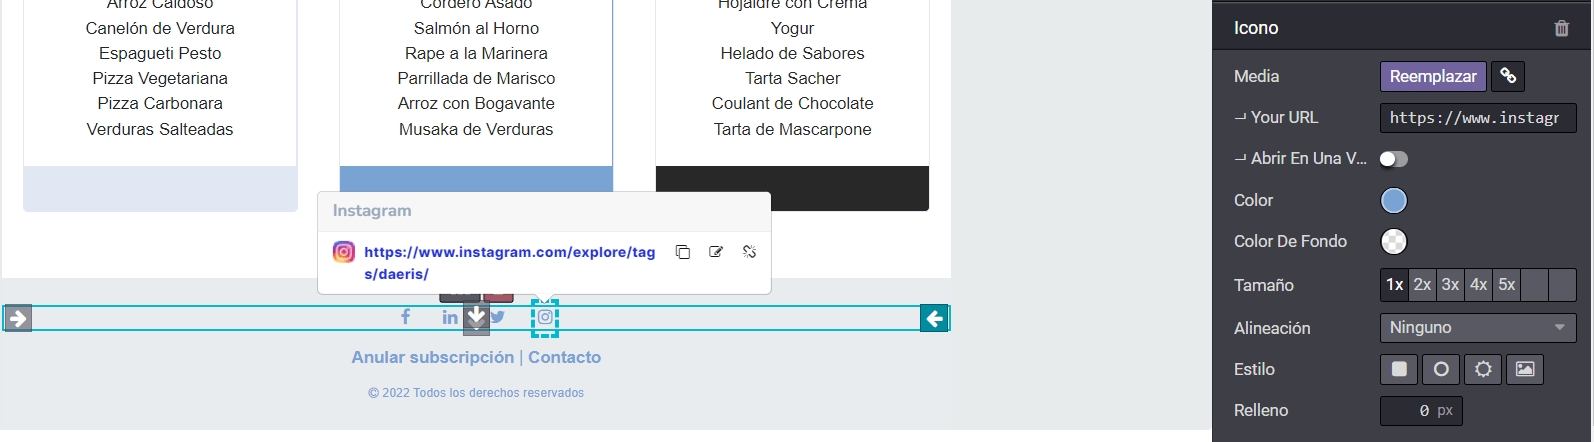 Arroz Caldoso
Canelón de Verdura
Espagueti Pesto
Pizza Vegetariana
Pizza Carbonara
Verduras Salteadas
Cordero Asado
Salmón al Horno
Rape a la Marinera
Parrillada de Marisco
Arroz con Bogavante
Musaka de Verduras
Hojaldre con Crema
Yogur
Helado de Sabores
Tarta Sacher
Coulant de Chocolate
Tarta de Mascarpone
Instagram
https://www.instagram.com/explore/tag
s/daeris/
Anular subscripción | Contacto
© 2022 Todos los derechos reservados
Icono
Media Reemplazar
Your URL https://www.instagr
Abrir En Una V...
Color
Color De Fondo
Tamaño 1x 2x 3x 4x 5x
Alineación Ninguno
Estilo
Relleno 0 px